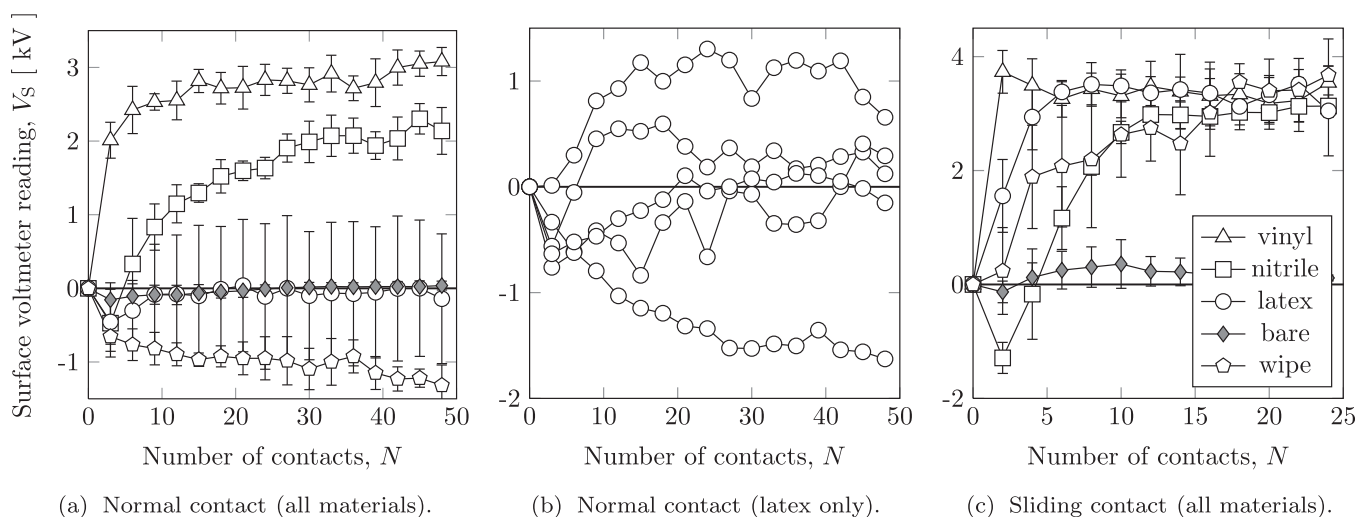 Surface voltmeter reading, V_S [ kV ]
3
2
1
0
-1
0 10 20 30 40 50
Number of contacts, N
(a) Normal contact (all materials).
1
0
-1
-2
0 10 20 30 40 50
Number of contacts, N
(b) Normal contact (latex only).
4
2
0
-2
0 5 10 15 20 25
vinyl
nitrile
latex
bare
wipe
Number of contacts, N
(c) Sliding contact (all materials).